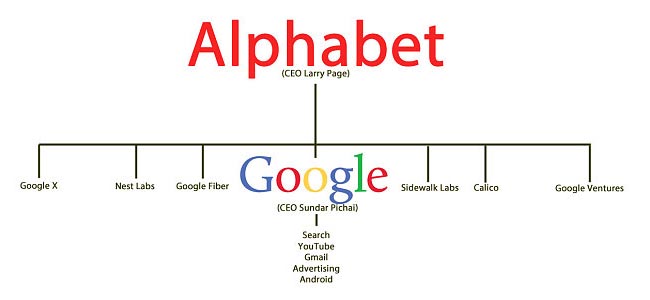 Alphabet
(CEO Larry Page)
Google X
Nest Labs
Google Fiber
Google
Sidewalk Labs
Calico
Google Ventures
(CEO Sundar Pichai)
Search
YouTube
Gmail
Advertising
Android